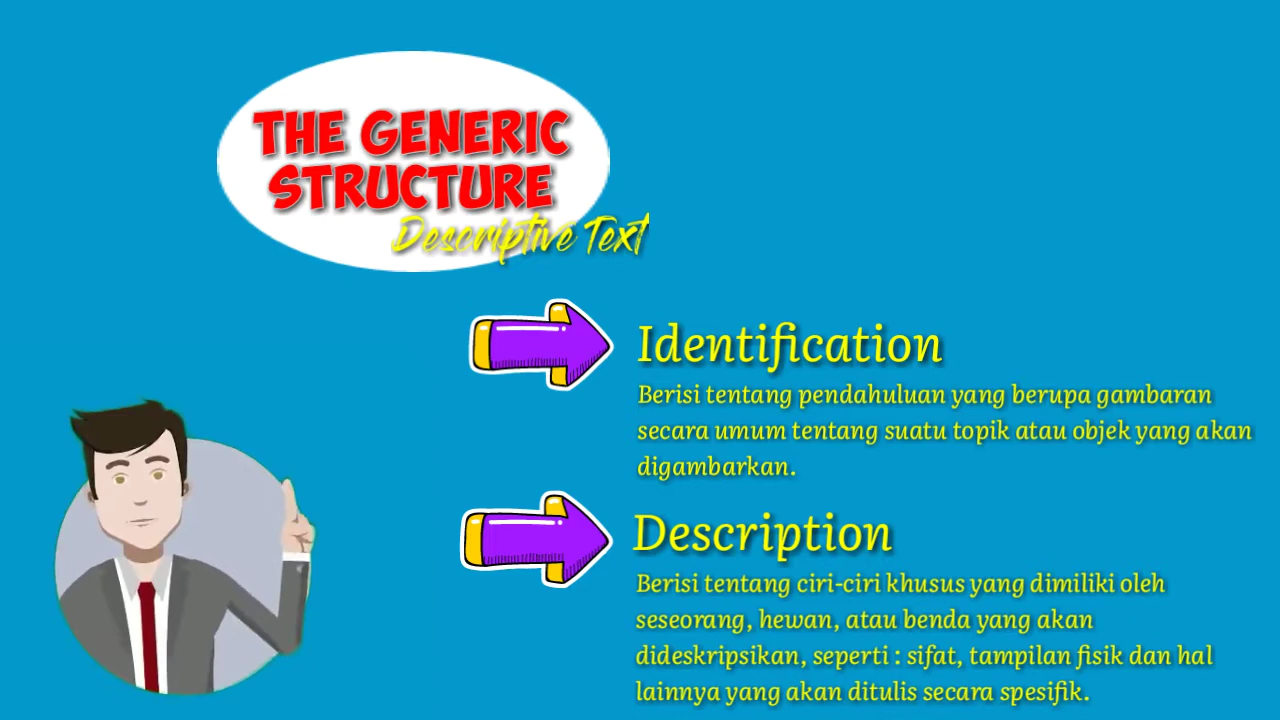 THE GENERIC
STRUCTURE
Descriptive Text
Identification
Berisi tentang pendahuluan yang berupa gambaran
secara umum tentang suatu topik atau objek yang akan
digambarkan.
Description
Berisi tentang ciri-ciri khusus yang dimiliki oleh
seseorang, hewan, atau benda yang akan
dideskripsikan, seperti : sifat, tampilan fisik dan hal
lainnya yang akan ditulis secara spesifik.